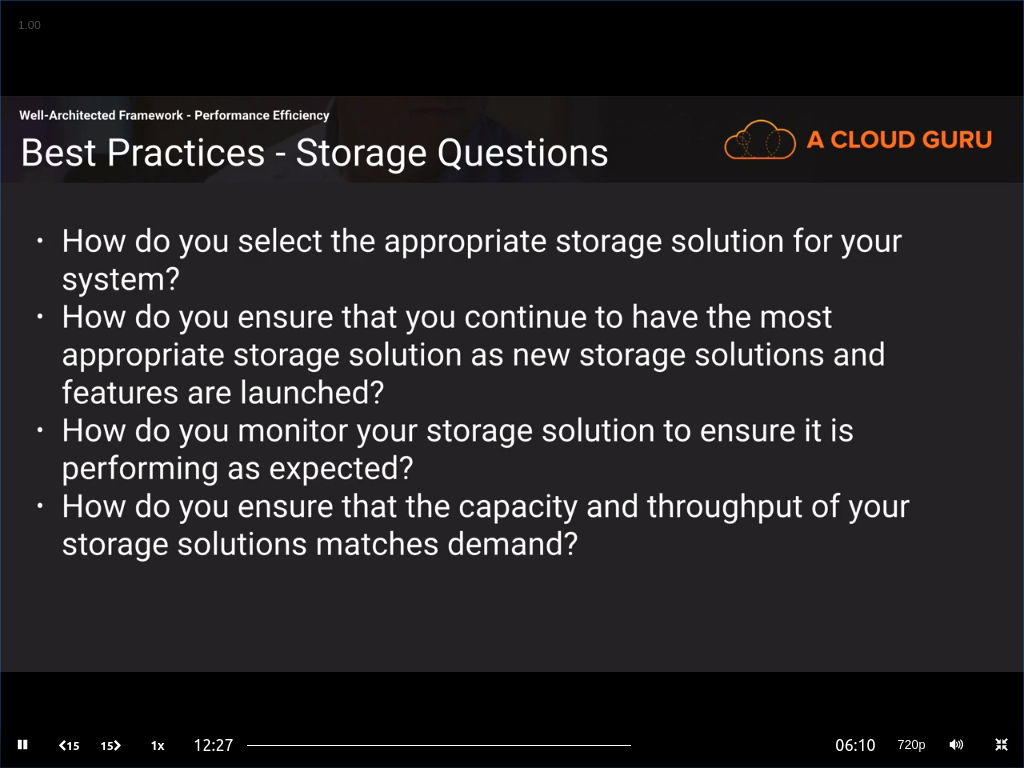 1.00
Well-Architected Framework - Performance Efficiency
Best Practices - Storage Questions
A CLOUD GURU
• How do you select the appropriate storage solution for your
system?
• How do you ensure that you continue to have the most
appropriate storage solution as new storage solutions and
features are launched?
• How do you monitor your storage solution to ensure it is
performing as expected?
• How do you ensure that the capacity and throughput of your
storage solutions matches demand?
15 15 1x 12:27 06:10 720p